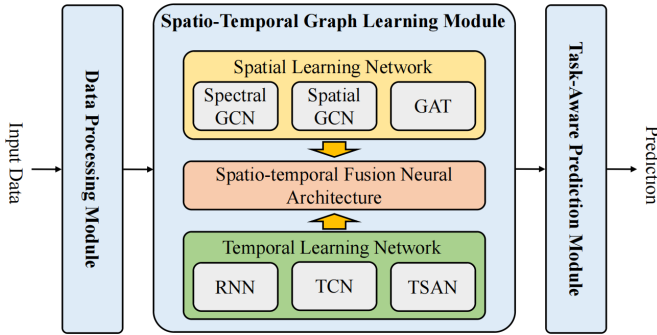 Input Data
Data Processing Module
Spatio-Temporal Graph Learning Module
Spatial Learning Network
Spectral
GCN
Spatial
GCN
GAT
Spatio-temporal Fusion Neural
Architecture
Temporal Learning Network
RNN
TCN
TSAN
Task-Aware Prediction Module
Prediction